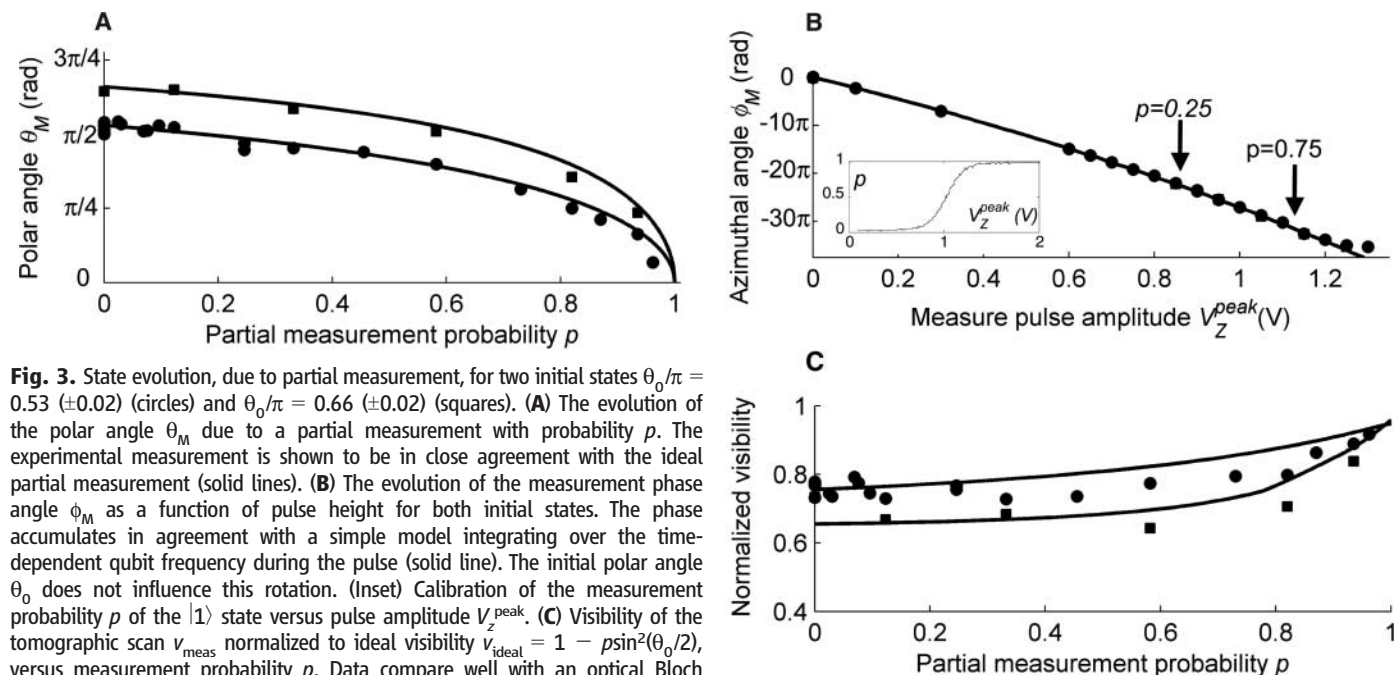 A
3π/4
π/2
π/4
0
Polar angle θ_M (rad)
0
0.2
0.4
0.6
0.8
1
Partial measurement probability p
B
0
-10π
-20π
-30π
Azimuthal angle ϕ_M (rad)
p=0.25
p=0.75
1
0.5
0
p
V_Z^peak (V)
0
1
2
0
0.2
0.4
0.6
0.8
1
1.2
Measure pulse amplitude V_Z^peak(V)
Fig. 3. State evolution, due to partial measurement, for two initial states θ_0/π =
0.53 (±0.02) (circles) and θ_0/π = 0.66 (±0.02) (squares). (A) The evolution of
the polar angle θ_M due to a partial measurement with probability p. The
experimental measurement is shown to be in close agreement with the ideal
partial measurement (solid lines). (B) The evolution of the measurement phase
angle ϕ_M as a function of pulse height for both initial states. The phase
accumulates in agreement with a simple model integrating over the time-
dependent qubit frequency during the pulse (solid line). The initial polar angle
θ_0 does not influence this rotation. (Inset) Calibration of the measurement
probability p of the |1⟩ state versus pulse amplitude V_z^peak. (C) Visibility of the
tomographic scan v_meas normalized to ideal visibility v_ideal = 1 − psin²(θ_0/2),
versus measurement probability p. Data compare well with an optical Bloch
C
1
0.8
0.6
0.4
Normalized visibility
0
0.2
0.4
0.6
0.8
1
Partial measurement probability p